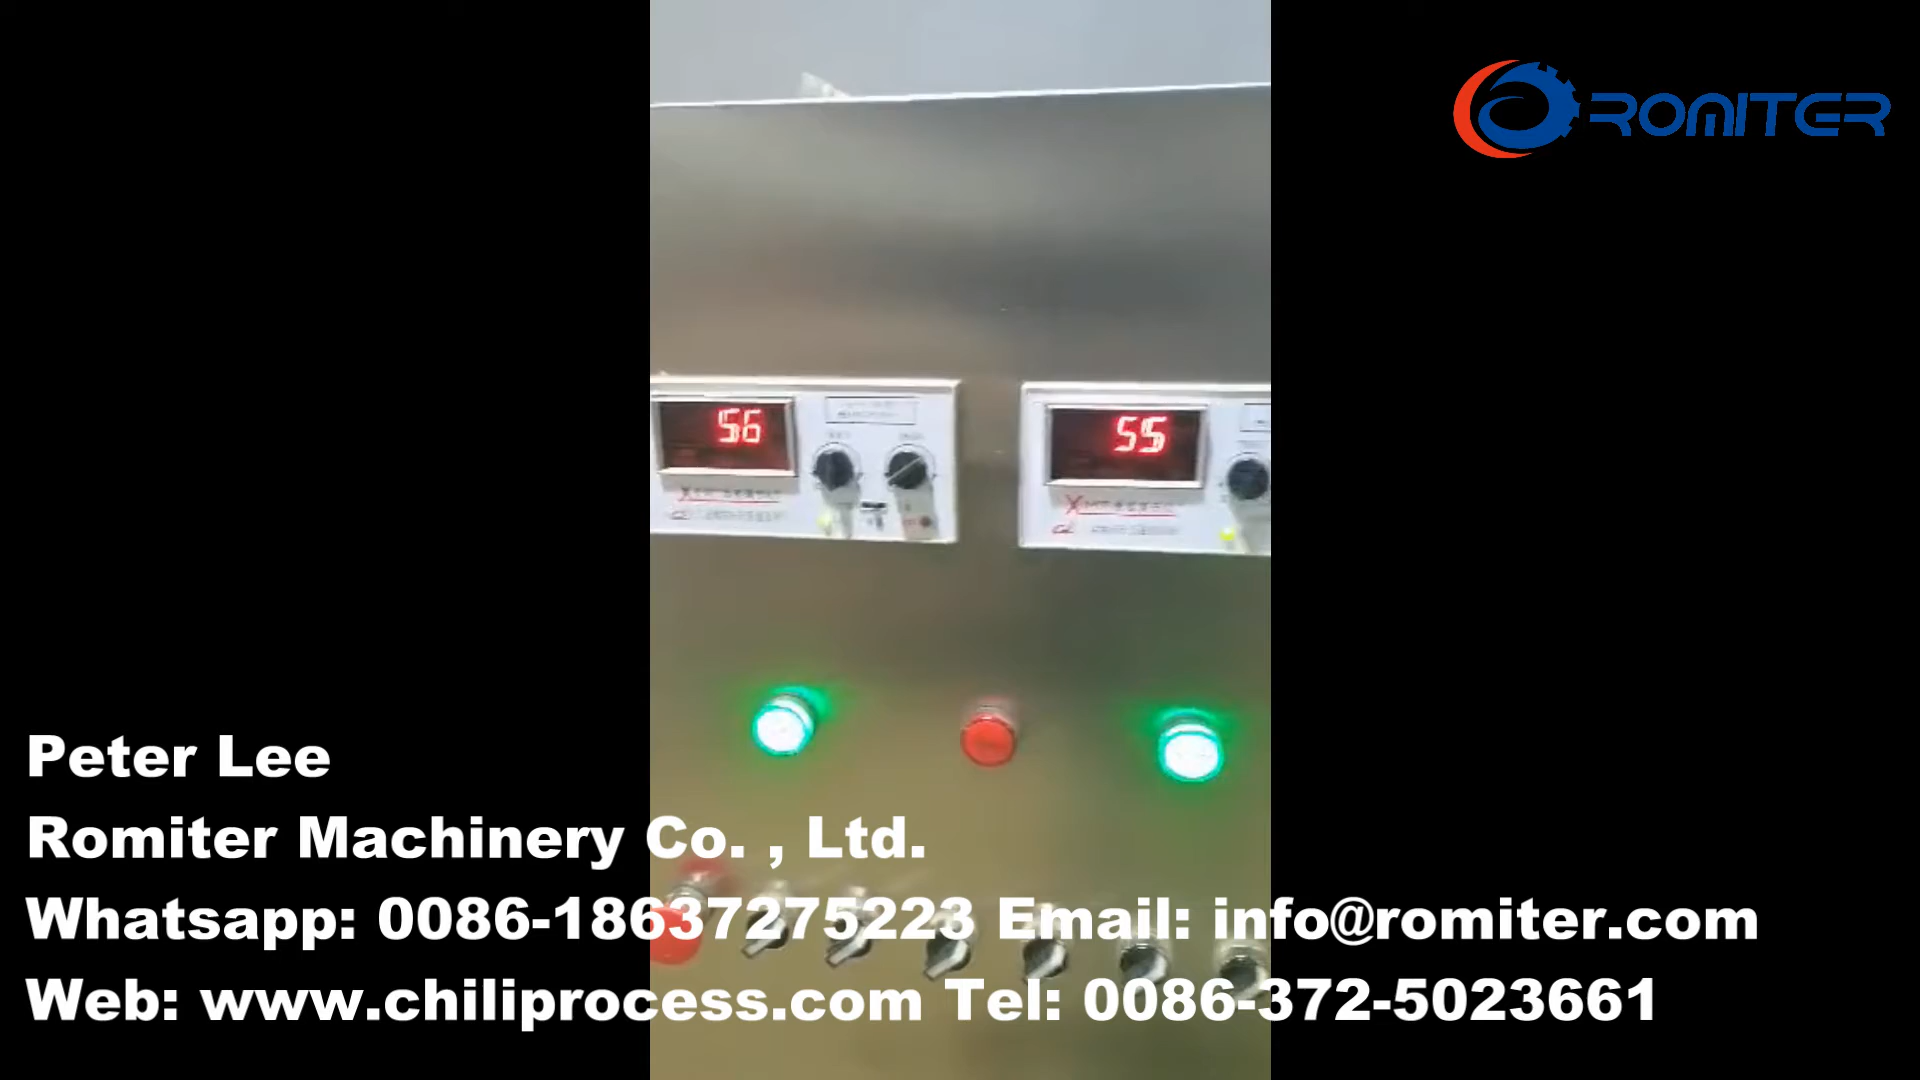 ROMITER
56
55
Peter Lee
Romiter Machinery Co. , Ltd.
Whatsapp: 0086-18637275223 Email: info@romiter.com
Web: www.chiliprocess.com Tel: 0086-372-5023661